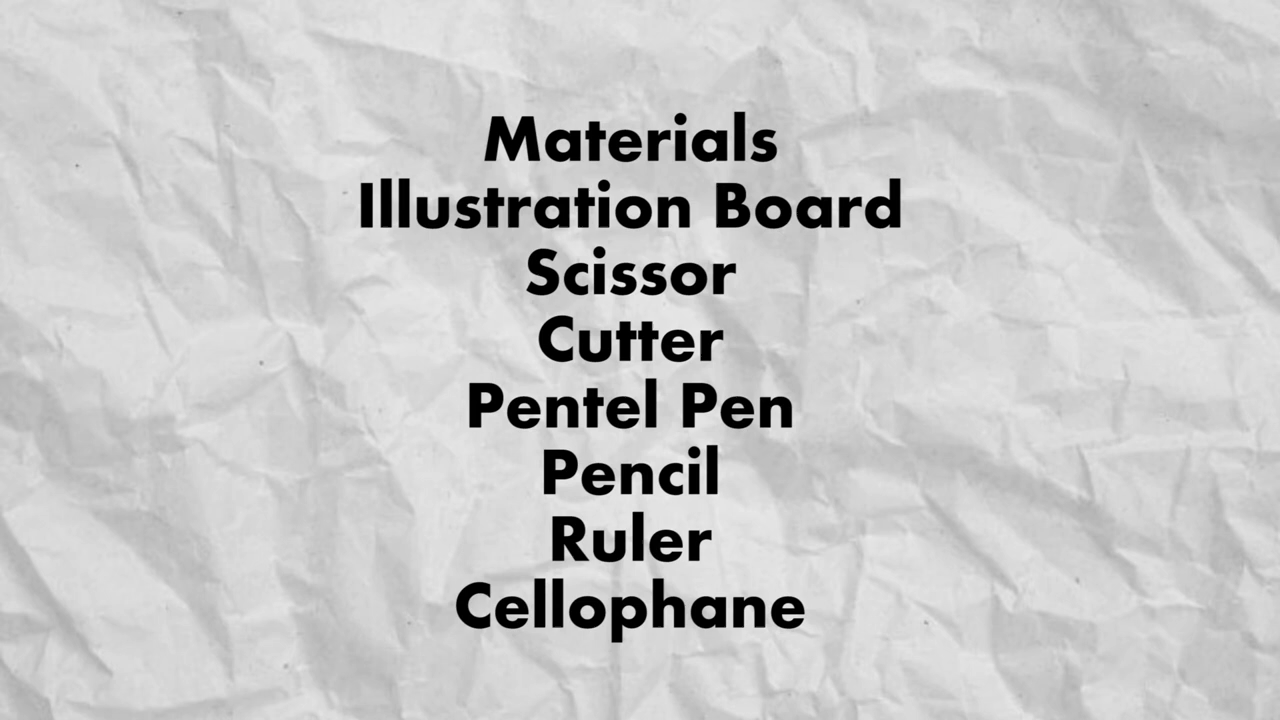 Materials
Illustration Board
Scissor
Cutter
Pentel Pen
Pencil
Ruler
Cellophane